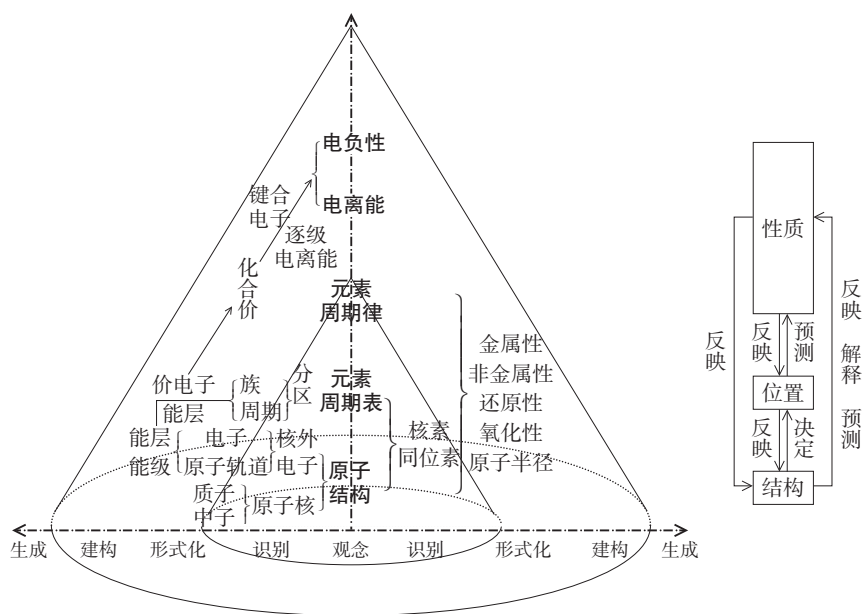 电负性
电离能
键合
电子
逐级
电离能
化
合
价
元素
周期律
价电子
能层
族
周期
分
区
元素
周期表
金属性
非金属性
还原性
氧化性
原子半径
能层
能级
电子
原子轨道
核外
电子
核素
同位素
原子
结构
质子
中子
原子核
生成 建构 形式化 识别 观念 识别 形式化 建构 生成
性质
反映
反映
预测
位置
反映
决定
结构
反映 解释 预测